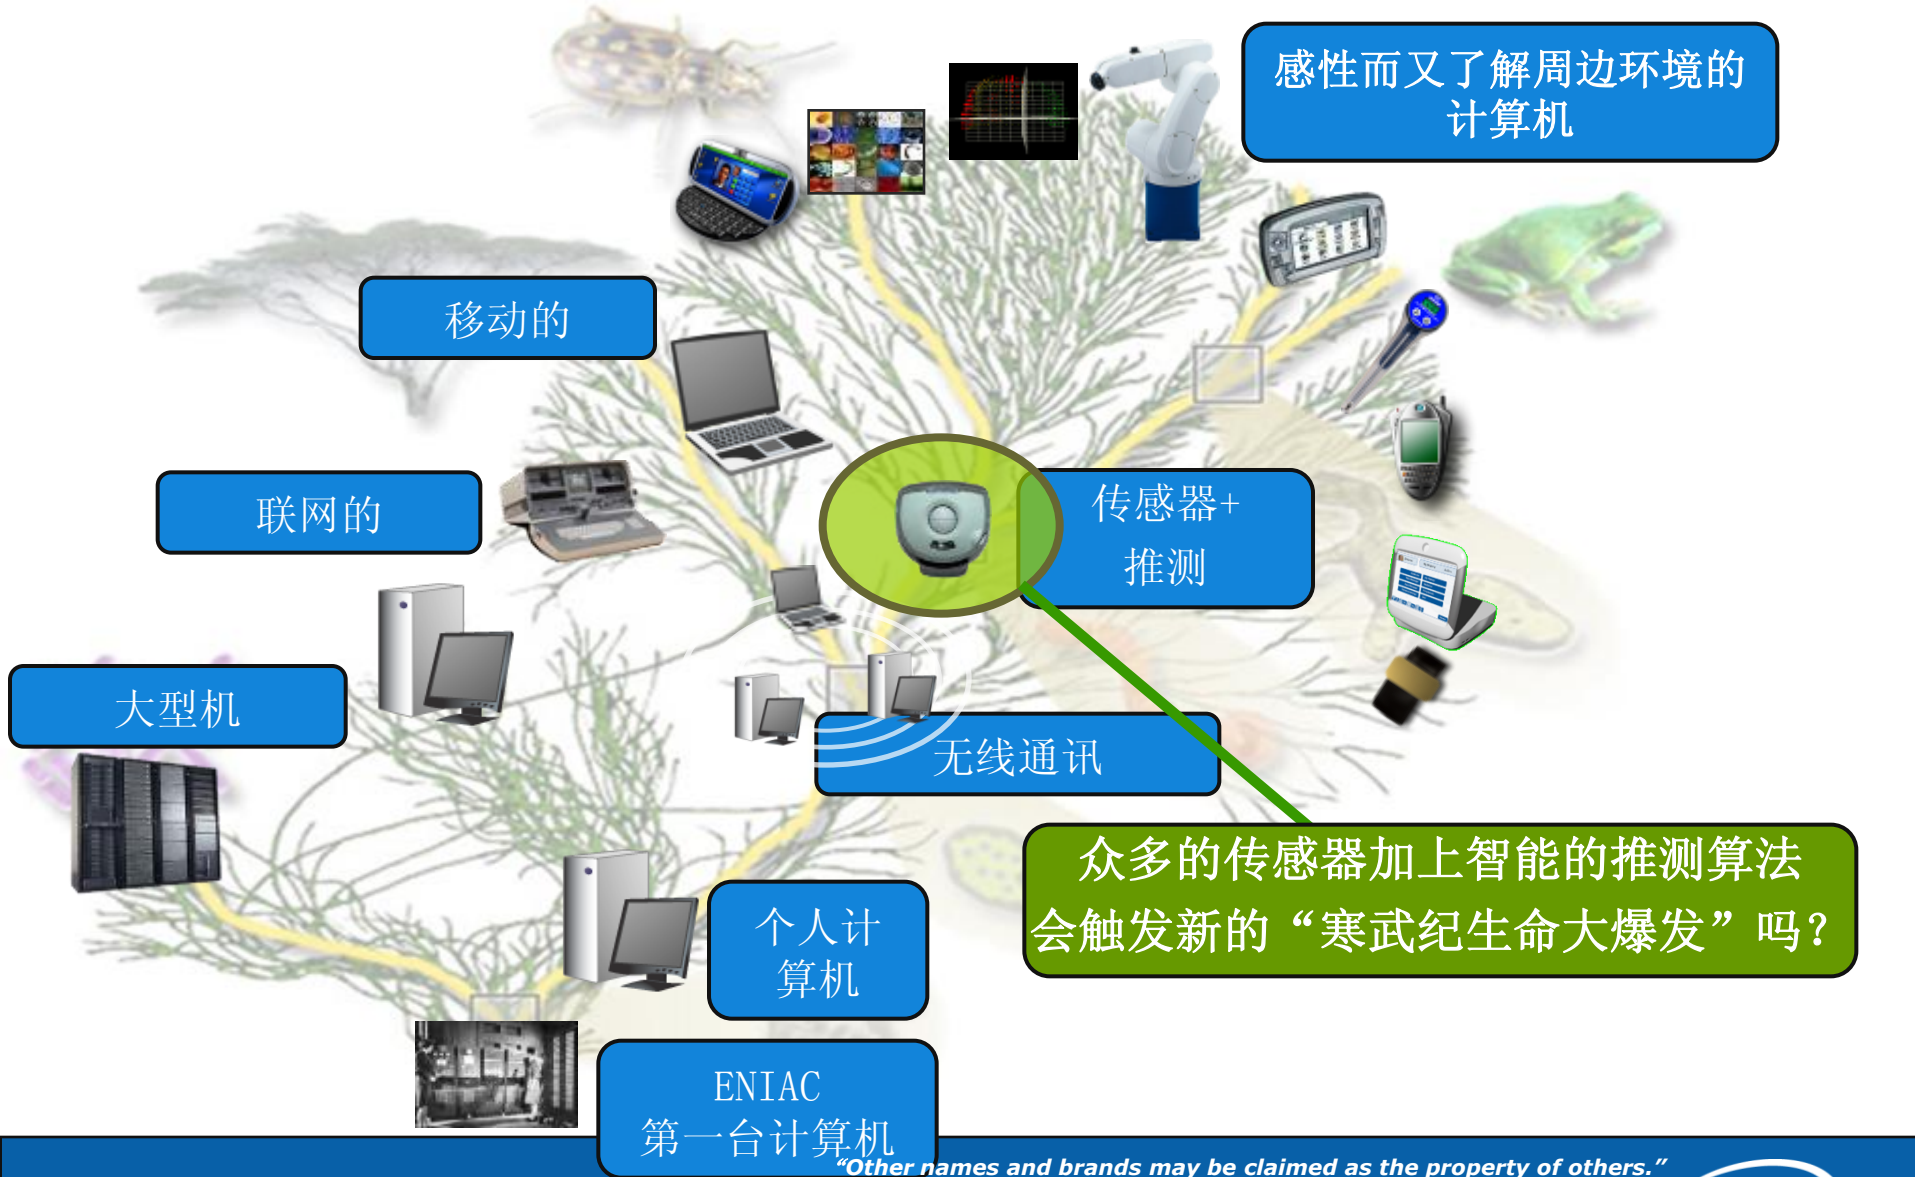 感性而又了解周边环境的
计算机
移动的
联网的
传感器+
推测
大型机
无线通讯
众多的传感器加上智能的推测算法
会触发新的“寒武纪生命大爆发”吗？
个人计
算机
ENIAC
第一台计算机
“Other names and brands may be claimed as the property of others.”